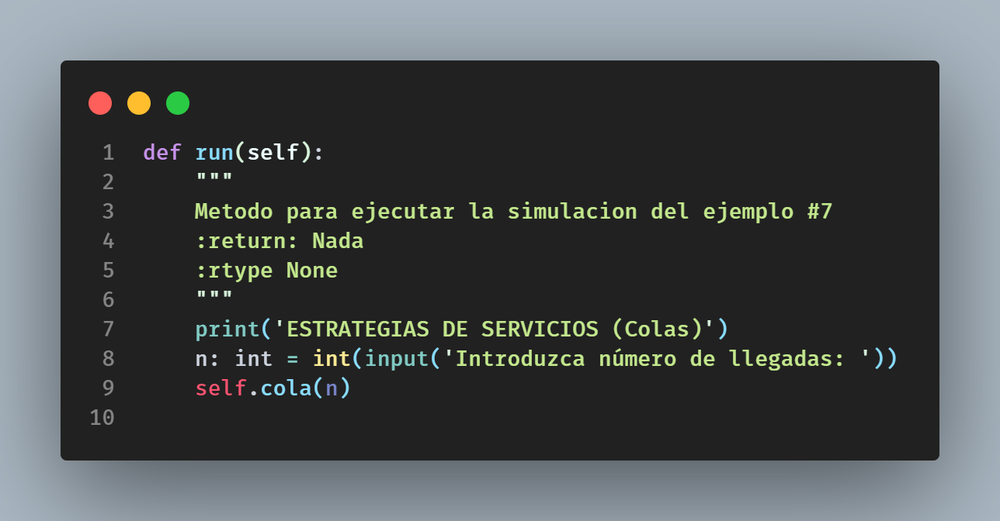 1 def run(self):
2     """
3     Metodo para ejecutar la simulacion del ejemplo #7
4     :return: Nada
5     :rtype None
6     """
7     print('ESTRATEGIAS DE SERVICIOS (Colas)')
8     n: int = int(input('Introduzca número de llegadas: '))
9     self.cola(n)
10